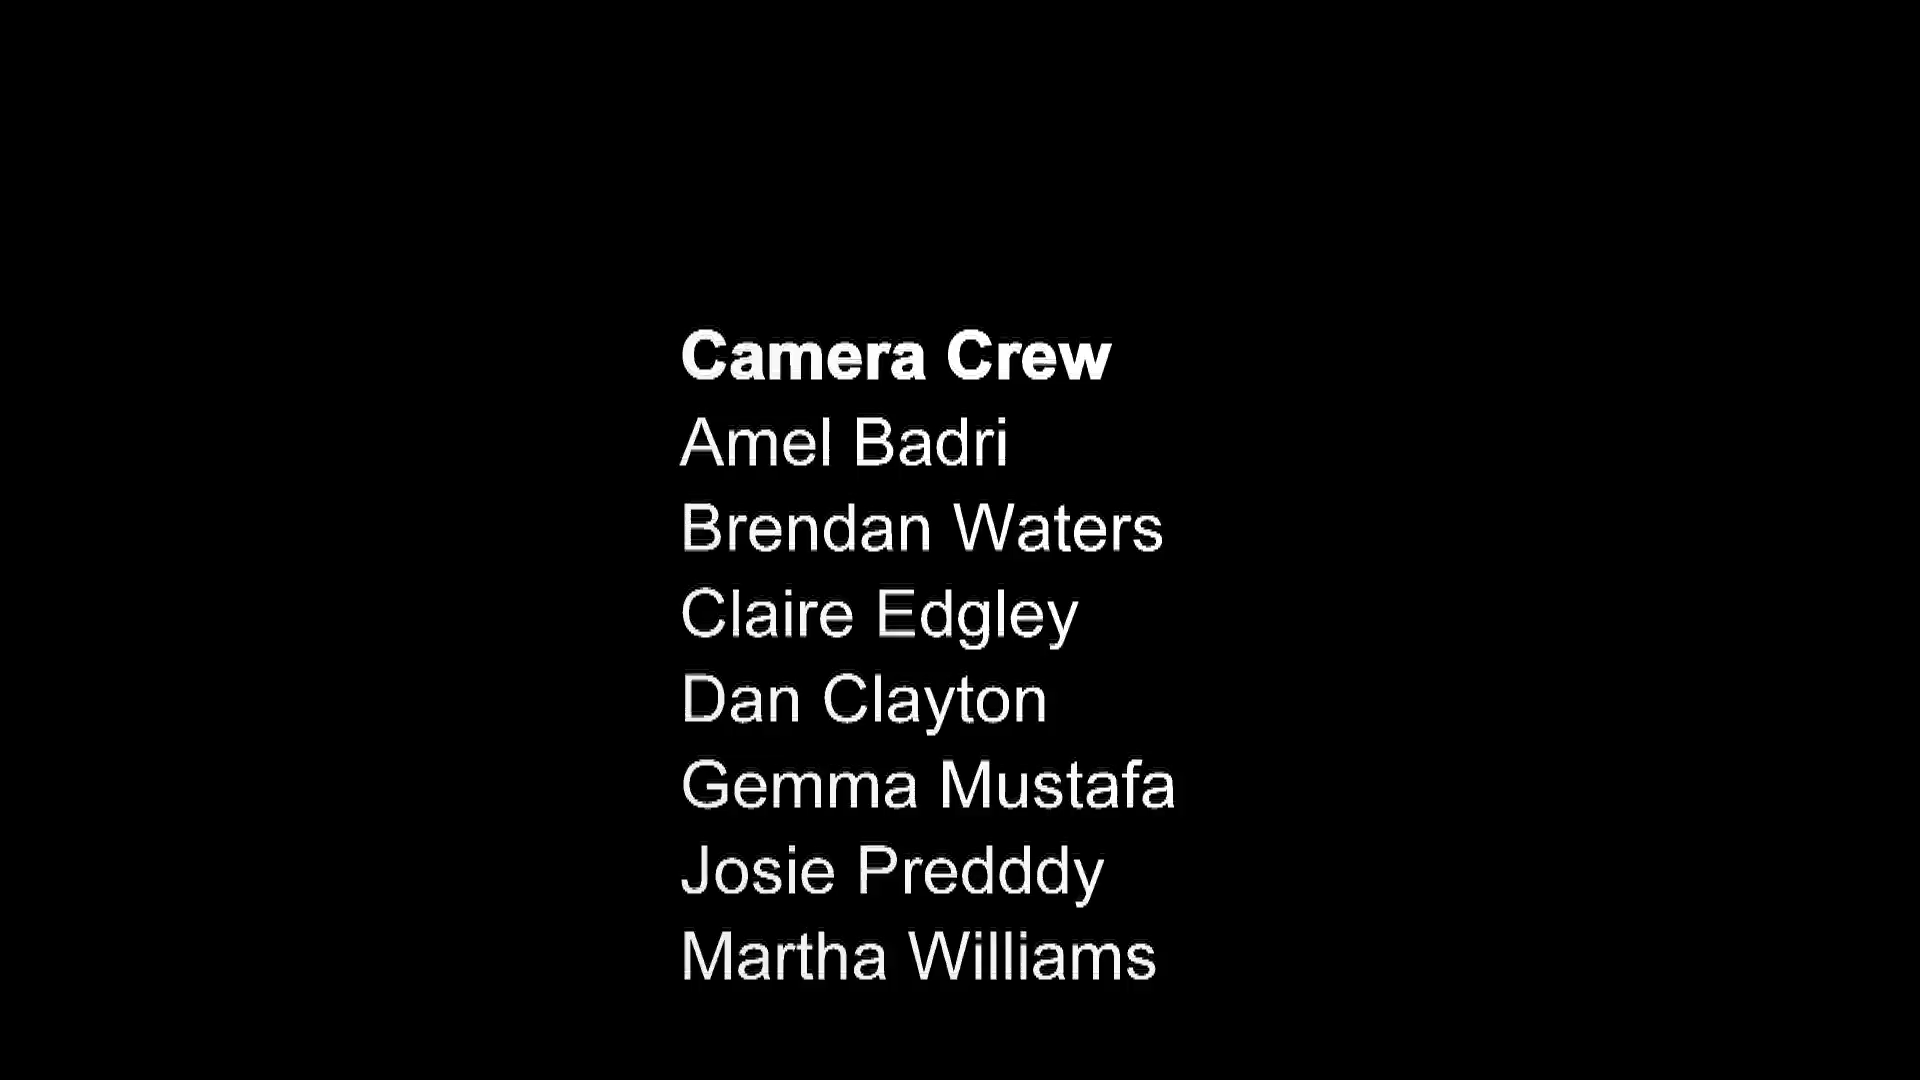 Camera Crew
Amel Badri
Brendan Waters
Claire Edgley
Dan Clayton
Gemma Mustafa
Josie Predddy
Martha Williams